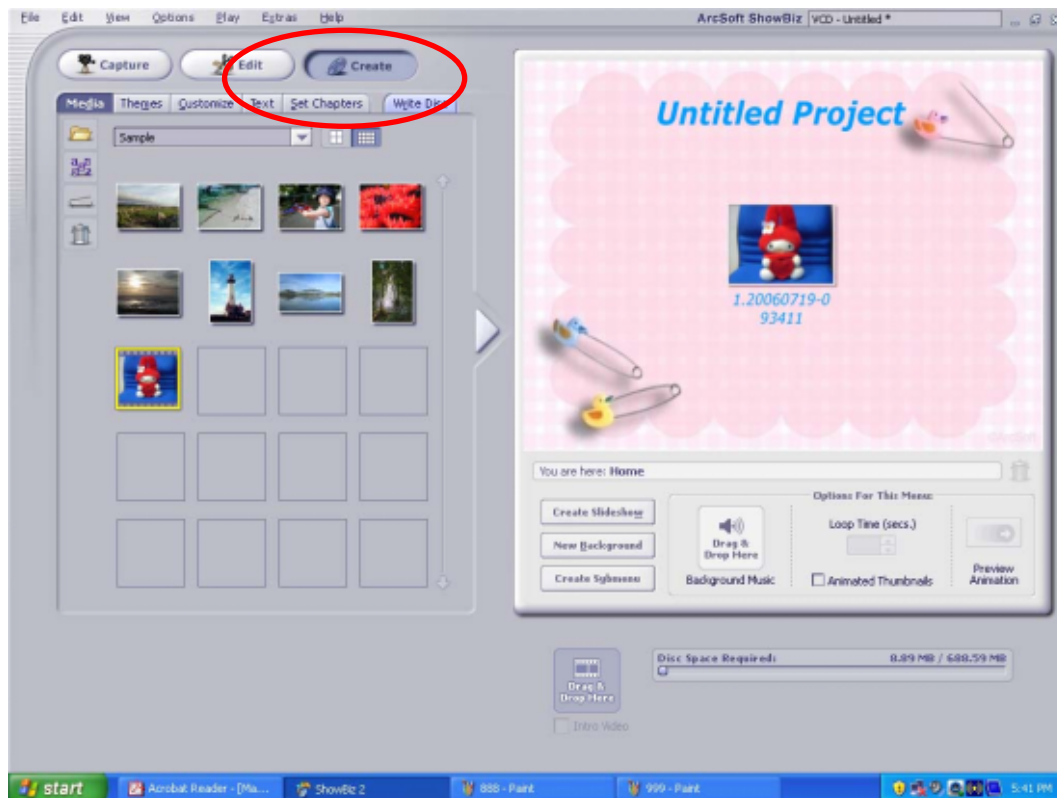 File Edit View Options Play Extras Help
ArcSoft ShowBiz VCD - Untitled *
Capture Edit Create
Media Themes Customize Text Set Chapters Write Disc
Sample
Untitled Project
1.20060719-0
93411
©ArcSoft
You are here: Home
Create Slideshow
New Background
Create Submenu
Options For This Menu:
Drag &
Drop Here
Background Music
Loop Time (secs.)
Animated Thumbnails
Preview
Animation
Drag &
Drop Here
Intro Video
Disc Space Required: 8.89 MB / 688.59 MB
start Acrobat Reader - [Ma... ShowBiz 2 888 - Paint 999 - Paint 5:41 PM